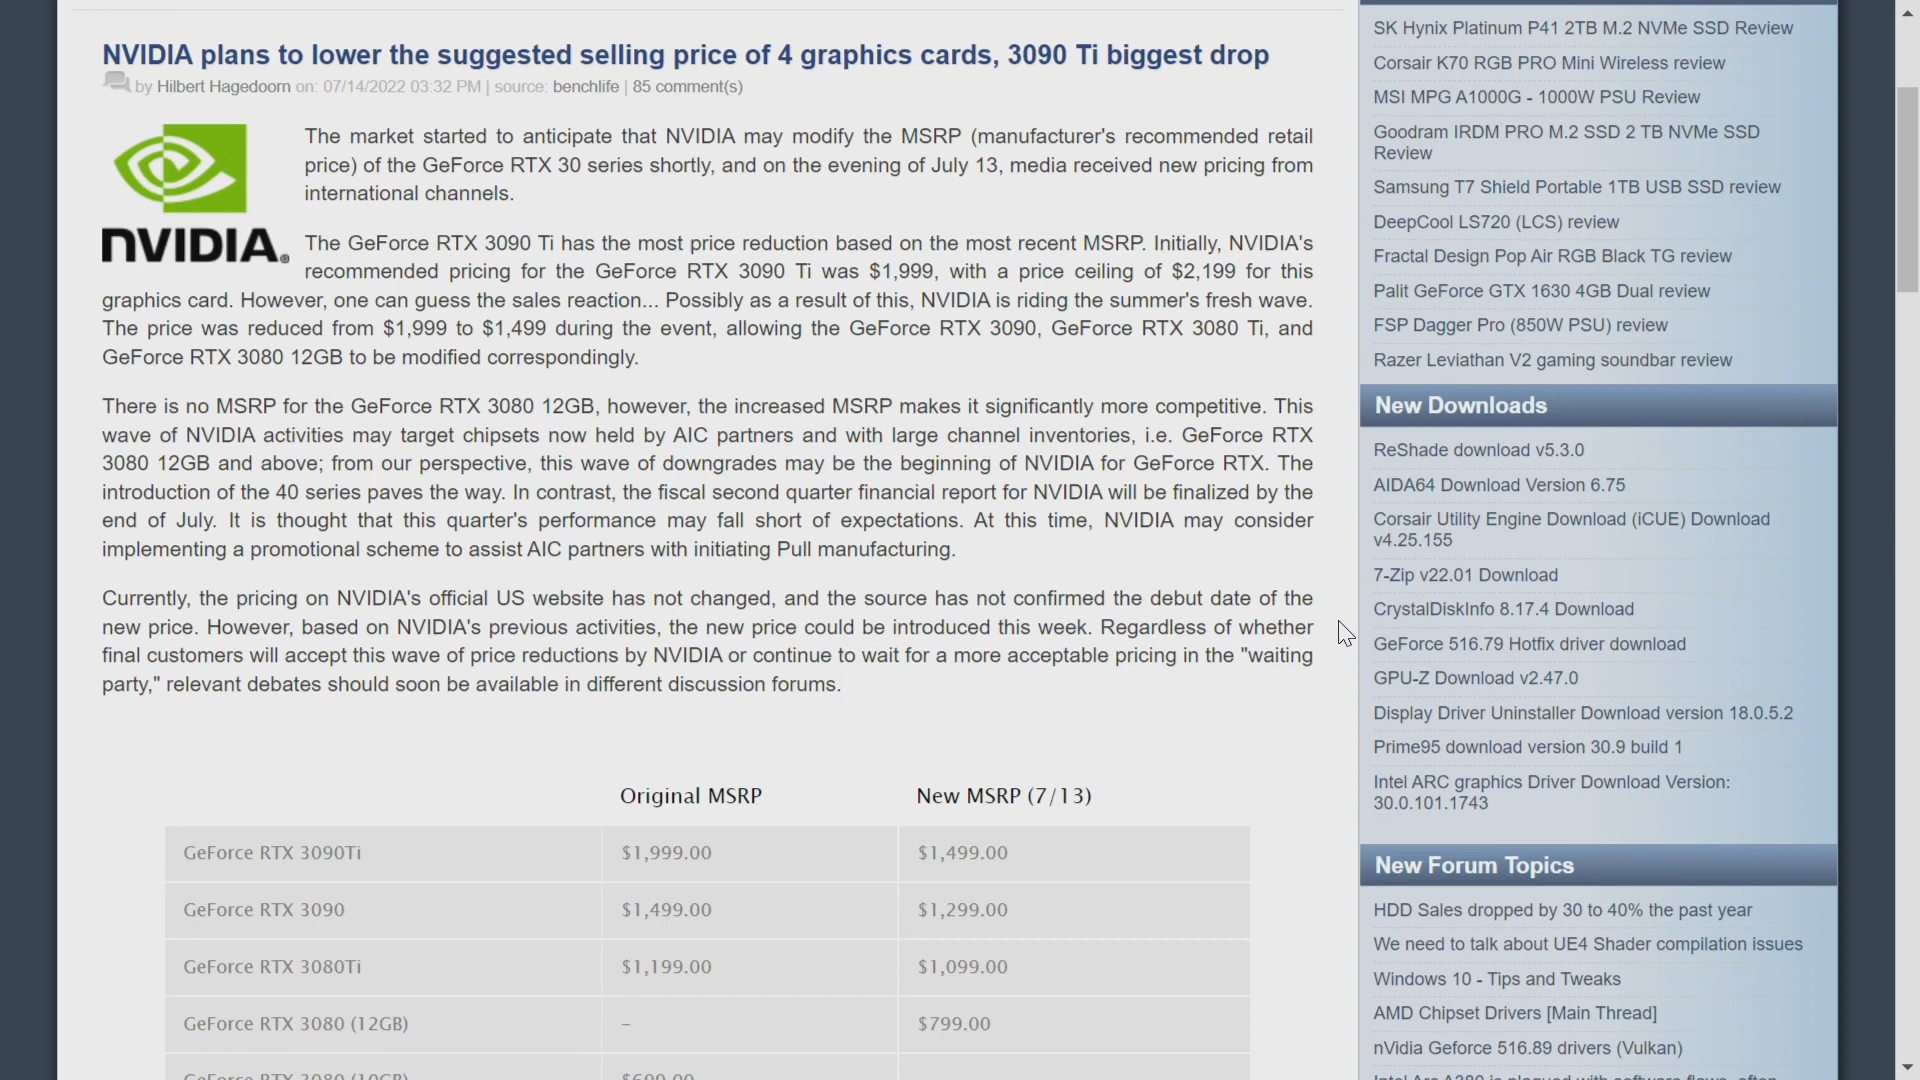 NVIDIA plans to lower the suggested selling price of 4 graphics cards, 3090 Ti biggest drop
by Hilbert Hagedoorn on: 07/14/2022 03:32 PM | source: benchlife | 85 comment(s)
NVIDIA®
The market started to anticipate that NVIDIA may modify the MSRP (manufacturer's recommended retail
price) of the GeForce RTX 30 series shortly, and on the evening of July 13, media received new pricing from
international channels.
The GeForce RTX 3090 Ti has the most price reduction based on the most recent MSRP. Initially, NVIDIA's
recommended pricing for the GeForce RTX 3090 Ti was $1,999, with a price ceiling of $2,199 for this
graphics card. However, one can guess the sales reaction... Possibly as a result of this, NVIDIA is riding the summer's fresh wave.
The price was reduced from $1,999 to $1,499 during the event, allowing the GeForce RTX 3090, GeForce RTX 3080 Ti, and
GeForce RTX 3080 12GB to be modified correspondingly.
There is no MSRP for the GeForce RTX 3080 12GB, however, the increased MSRP makes it significantly more competitive. This
wave of NVIDIA activities may target chipsets now held by AIC partners and with large channel inventories, i.e. GeForce RTX
3080 12GB and above; from our perspective, this wave of downgrades may be the beginning of NVIDIA for GeForce RTX. The
introduction of the 40 series paves the way. In contrast, the fiscal second quarter financial report for NVIDIA will be finalized by the
end of July. It is thought that this quarter's performance may fall short of expectations. At this time, NVIDIA may consider
implementing a promotional scheme to assist AIC partners with initiating Pull manufacturing.
Currently, the pricing on NVIDIA's official US website has not changed, and the source has not confirmed the debut date of the
new price. However, based on NVIDIA's previous activities, the new price could be introduced this week. Regardless of whether
final customers will accept this wave of price reductions by NVIDIA or continue to wait for a more acceptable pricing in the "waiting
party," relevant debates should soon be available in different discussion forums.
Original MSRP New MSRP (7/13)
GeForce RTX 3090Ti $1,999.00 $1,499.00
GeForce RTX 3090 $1,499.00 $1,299.00
GeForce RTX 3080Ti $1,199.00 $1,099.00
GeForce RTX 3080 (12GB) – $799.00
GeForce RTX 3080 (10GB) $699.00
SK Hynix Platinum P41 2TB M.2 NVMe SSD Review
Corsair K70 RGB PRO Mini Wireless review
MSI MPG A1000G - 1000W PSU Review
Goodram IRDM PRO M.2 SSD 2 TB NVMe SSD
Review
Samsung T7 Shield Portable 1TB USB SSD review
DeepCool LS720 (LCS) review
Fractal Design Pop Air RGB Black TG review
Palit GeForce GTX 1630 4GB Dual review
FSP Dagger Pro (850W PSU) review
Razer Leviathan V2 gaming soundbar review
New Downloads
ReShade download v5.3.0
AIDA64 Download Version 6.75
Corsair Utility Engine Download (iCUE) Download
v4.25.155
7-Zip v22.01 Download
CrystalDiskInfo 8.17.4 Download
GeForce 516.79 Hotfix driver download
GPU-Z Download v2.47.0
Display Driver Uninstaller Download version 18.0.5.2
Prime95 download version 30.9 build 1
Intel ARC graphics Driver Download Version:
30.0.101.1743
New Forum Topics
HDD Sales dropped by 30 to 40% the past year
We need to talk about UE4 Shader compilation issues
Windows 10 - Tips and Tweaks
AMD Chipset Drivers [Main Thread]
nVidia Geforce 516.89 drivers (Vulkan)
Intel Arc A380 is plagued with software flaws, often